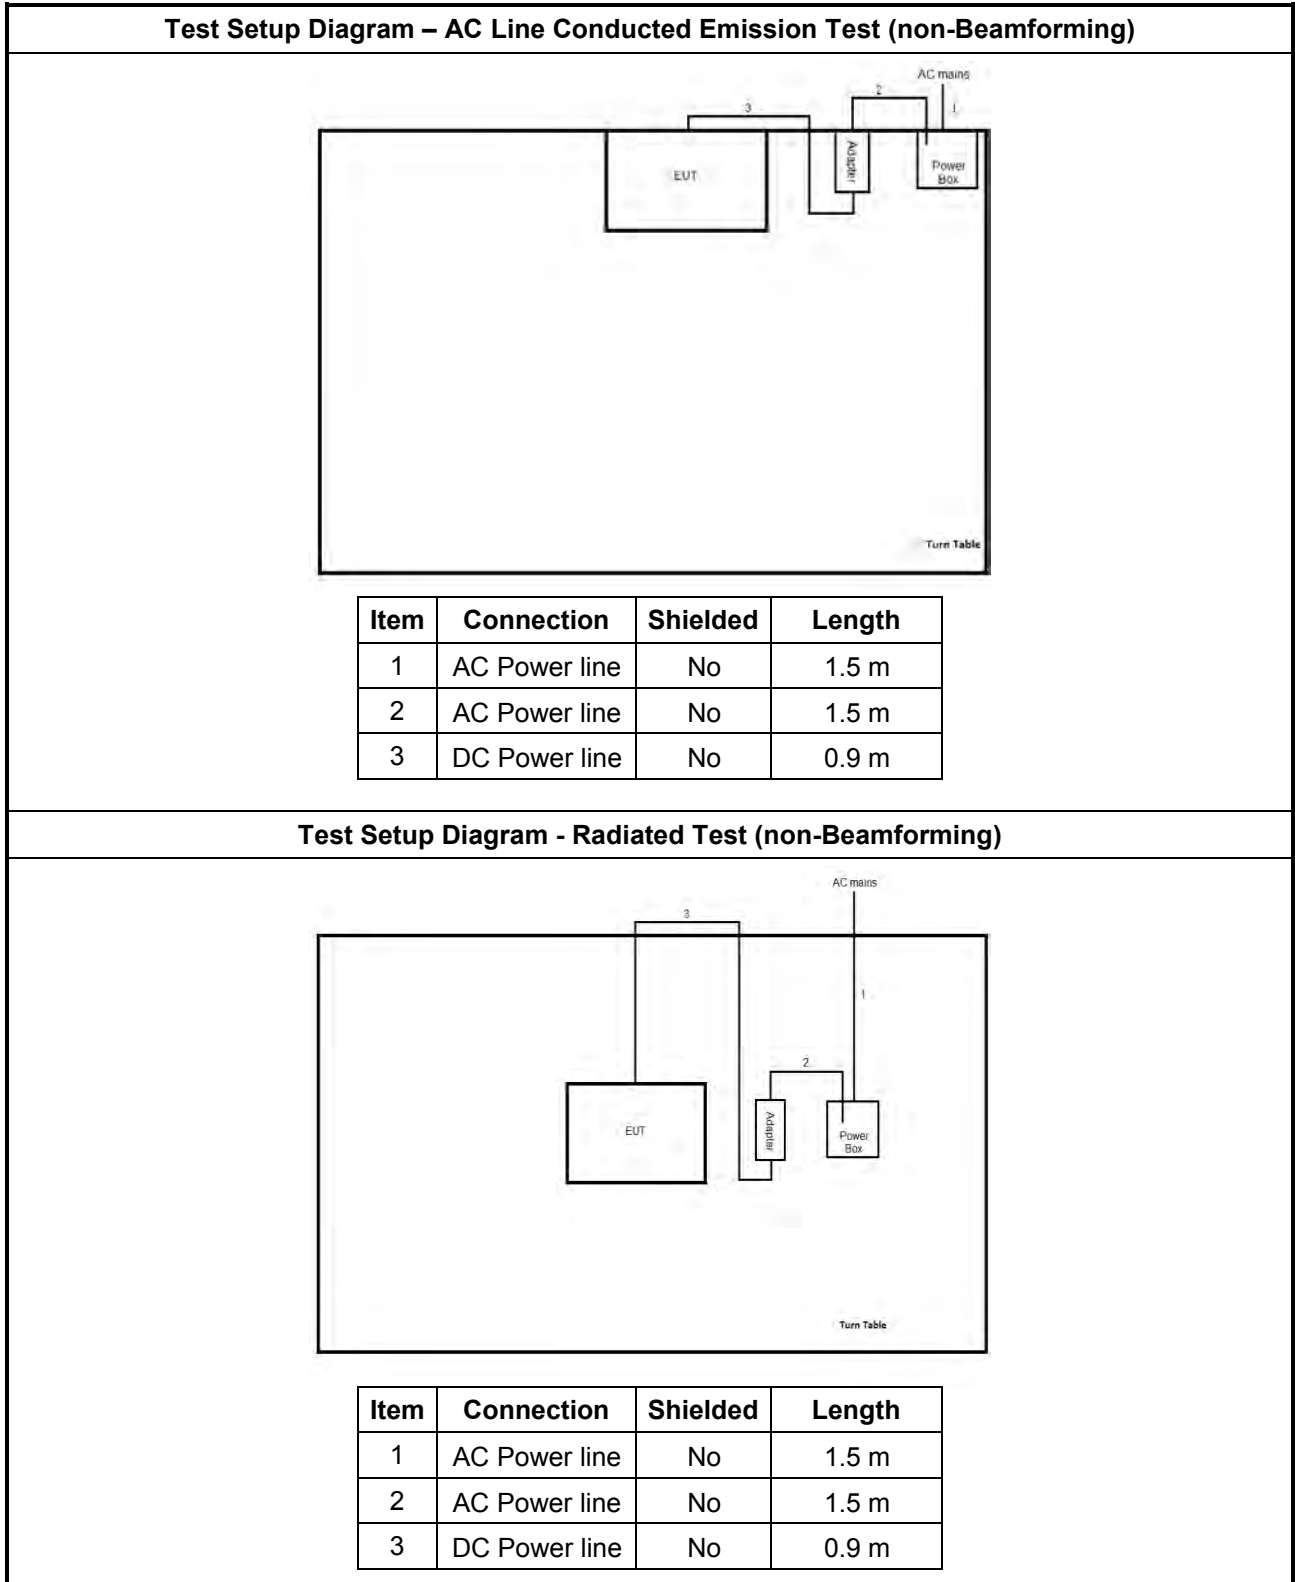 Test Setup Diagram – AC Line Conducted Emission Test (non-Beamforming)
AC mains
2
3
1
Adapter
EUT
Power
Box
Turn Table
Item Connection Shielded Length
1 AC Power line No 1.5 m
2 AC Power line No 1.5 m
3 DC Power line No 0.9 m
Test Setup Diagram - Radiated Test (non-Beamforming)
AC mains
3
1
2
Adapter
EUT
Power
Box
Turn Table
Item Connection Shielded Length
1 AC Power line No 1.5 m
2 AC Power line No 1.5 m
3 DC Power line No 0.9 m